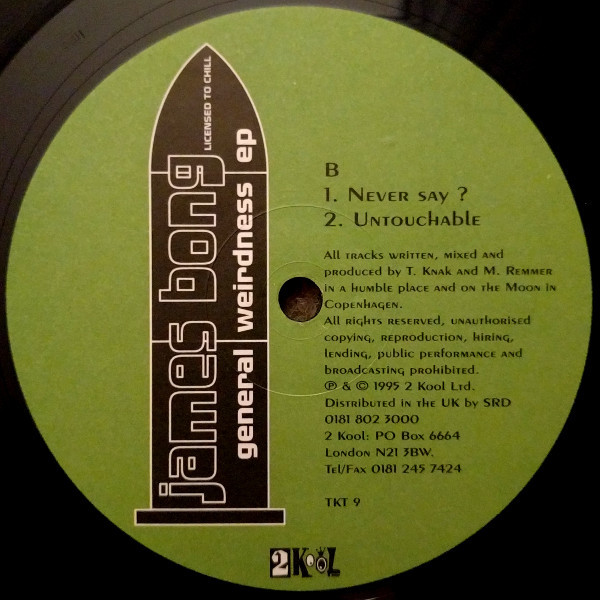 LICENSED TO CHILL
james bong
general weirdness ep
B
1. Never say ?
2. Untouchable
All tracks written, mixed and
produced by T. Knak and M. Remmer
in a humble place and on the Moon in
Copenhagen.
All rights reserved, unauthorised
copying, reproduction, hiring,
lending, public performance and
broadcasting prohibited.
℗ & © 1995 2 Kool Ltd.
Distributed in the UK by SRD
0181 802 3000
2 Kool: PO Box 6664
London N21 3BW.
Tel/Fax 0181 245 7424
TKT 9
2 KOOL